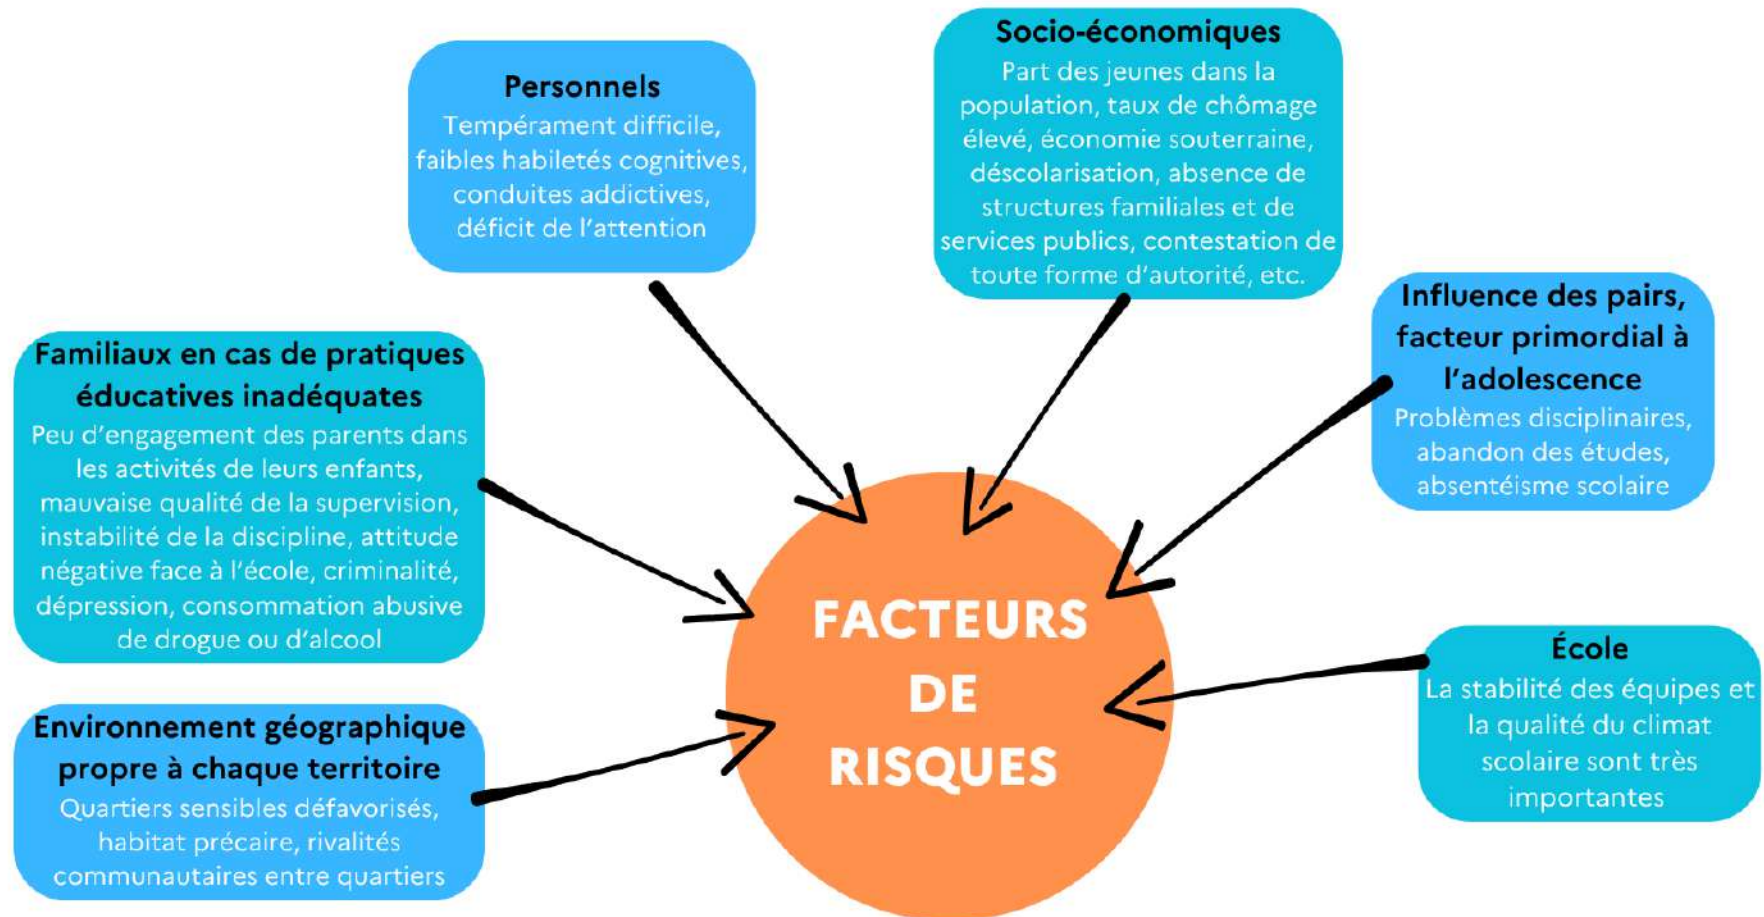 Personnels
Tempérament difficile,
faibles habiletés cognitives,
conduites addictives,
déficit de l'attention
Socio-économiques
Part des jeunes dans la
population, taux de chômage
élevé, économie souterraine,
déscolarisation, absence de
structures familiales et de
services publics, contestation de
toute forme d'autorité, etc.
Influence des pairs,
facteur primordial à
l'adolescence
Problèmes disciplinaires,
abandon des études,
absentéisme scolaire
Familiaux en cas de pratiques
éducatives inadéquates
Peu d'engagement des parents dans
les activités de leurs enfants,
mauvaise qualité de la supervision,
instabilité de la discipline, attitude
négative face à l'école, criminalité,
dépression, consommation abusive
de drogue ou d'alcool
FACTEURS
DE
RISQUES
École
La stabilité des équipes et
la qualité du climat
scolaire sont très
importantes
Environnement géographique
propre à chaque territoire
Quartiers sensibles défavorisés,
habitat précaire, rivalités
communautaires entre quartiers